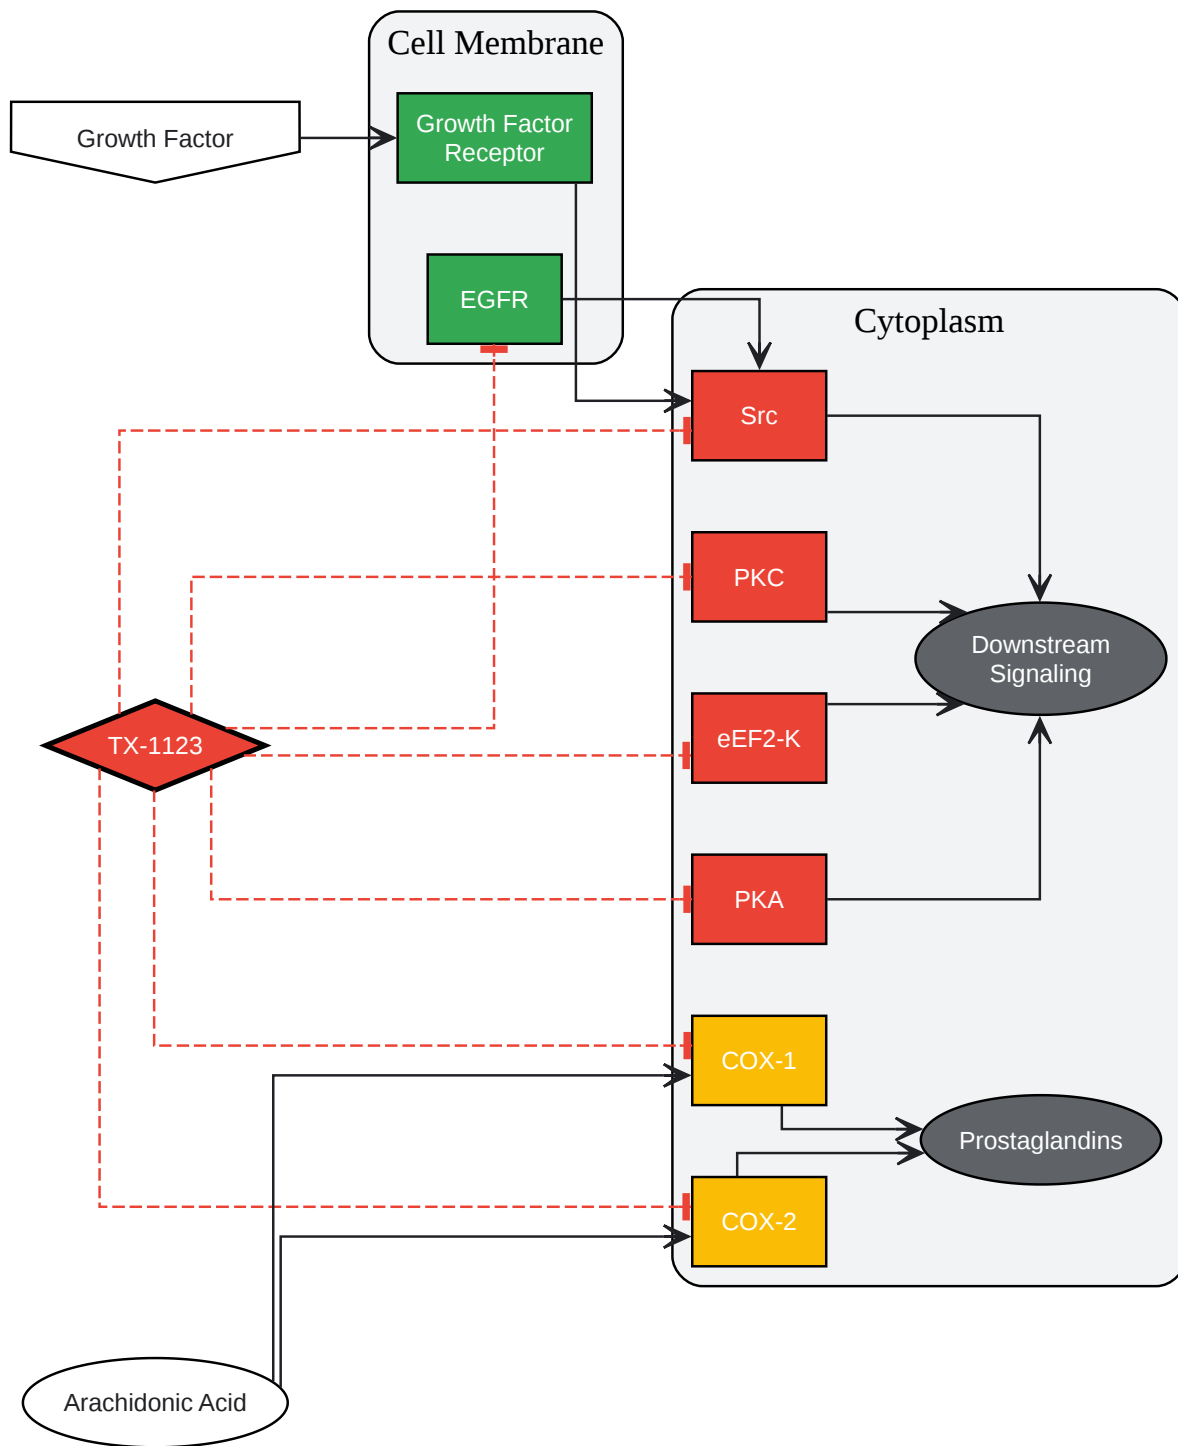 Cell Membrane
Growth Factor
Growth Factor
Receptor
EGFR
Cytoplasm
Src
PKC
Downstream
Signaling
eEF2-K
TX-1123
PKA
COX-1
Prostaglandins
COX-2
Arachidonic Acid